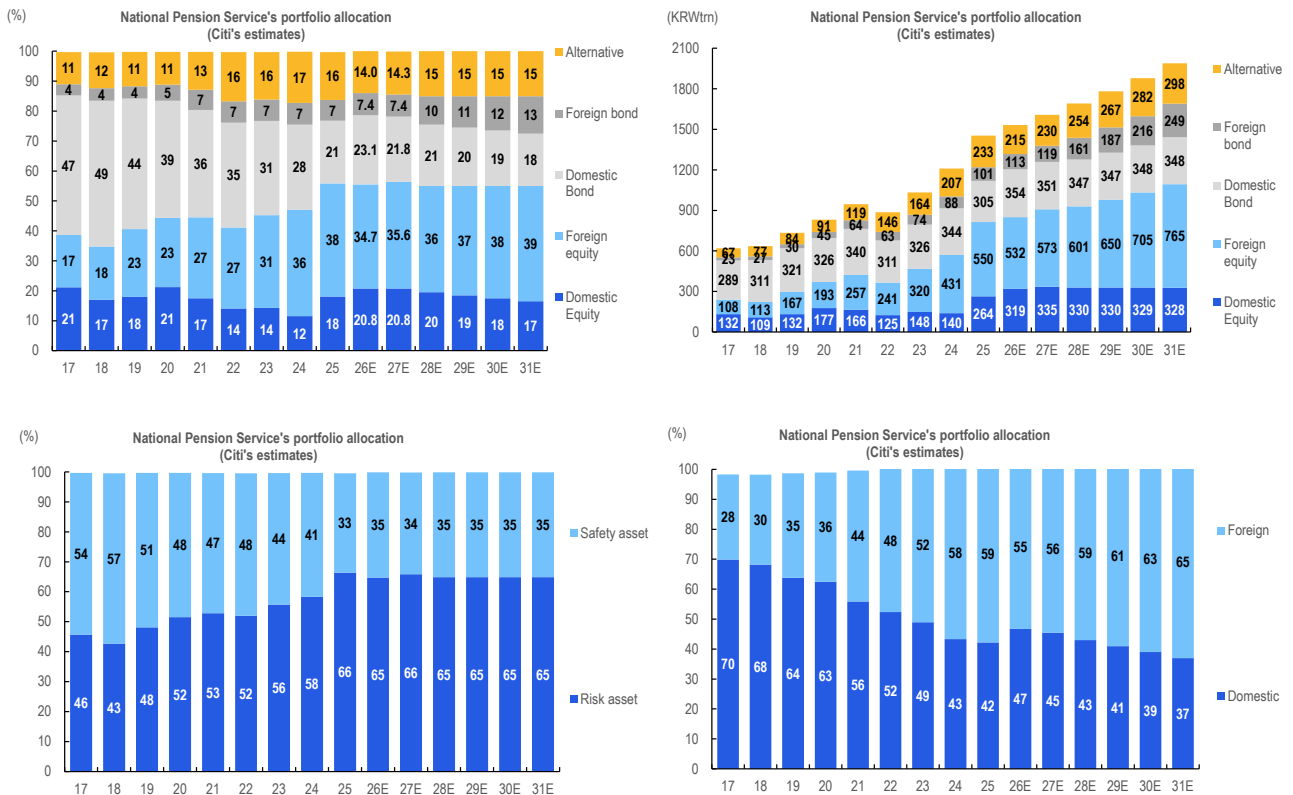 (%)
National Pension Service's portfolio allocation
(Citi's estimates)
100
90
80
70
60
50
40
30
20
10
0
11 12 11 11 13 16 16 17 16 14.0 14.3 15 15 15 15
4 4 4 5 7 7 7 7 7 7.4 7.4 10 11 12 13
47 49 44 39 36 35 31 28 21 23.1 21.8 21 20 19 18
17 18 23 23 27 27 31 36 38 34.7 35.6 36 37 38 39
21 17 18 21 17 14 14 12 18 20.8 20.8 20 19 18 17
17 18 19 20 21 22 23 24 25 26E 27E 28E 29E 30E 31E
Alternative
Foreign bond
Domestic
Bond
Foreign
equity
Domestic
Equity
(KRWtrn)
National Pension Service's portfolio allocation
(Citi's estimates)
2100
1800
1500
1200
900
600
300
0
67 77 84 91 119 146 164 207 233 215 230 254 267 282 298
23 27 30 45 64 63 74 88 101 113 119 161 187 216 249
289 311 321 326 340 311 326 344 305 354 351 347 347 348 348
108 113 167 193 257 241 320 431 550 532 573 601 650 705 765
132 109 132 177 166 125 148 140 264 319 335 330 330 329 328
17 18 19 20 21 22 23 24 25 26E 27E 28E 29E 30E 31E
Alternative
Foreign
bond
Domestic
Bond
Foreign
equity
Domestic
Equity
(%)
National Pension Service's portfolio allocation
(Citi's estimates)
100
90
80
70
60
50
40
30
20
10
0
54 57 51 48 47 48 44 41 33 35 34 35 35 35 35
46 43 48 52 53 52 56 58 66 65 66 65 65 65 65
17 18 19 20 21 22 23 24 25 26E 27E 28E 29E 30E 31E
Safety asset
Risk asset
(%)
National Pension Service's portfolio allocation
(Citi's estimates)
100
90
80
70
60
50
40
30
20
10
0
28 30 35 36 44 48 52 58 59 55 56 59 61 63 65
70 68 64 63 56 52 49 43 42 47 45 43 41 39 37
17 18 19 20 21 22 23 24 25 26E 27E 28E 29E 30E 31E
Foreign
Domestic